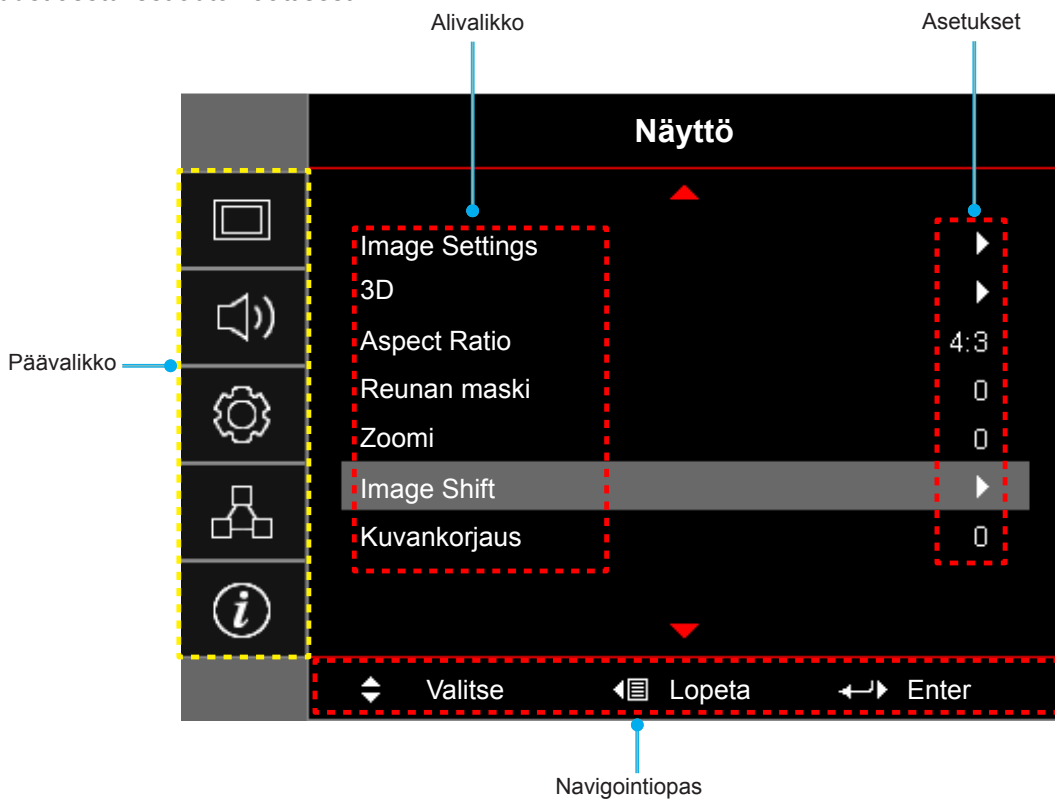 Alivalikko Asetukset
Näyttö
Image Settings
3D
Aspect Ratio 4:3
Päävalikko
Reunan maski 0
Zoomi 0
Image Shift
Kuvankorjaus 0
i
Valitse Lopeta Enter
Navigointiopas